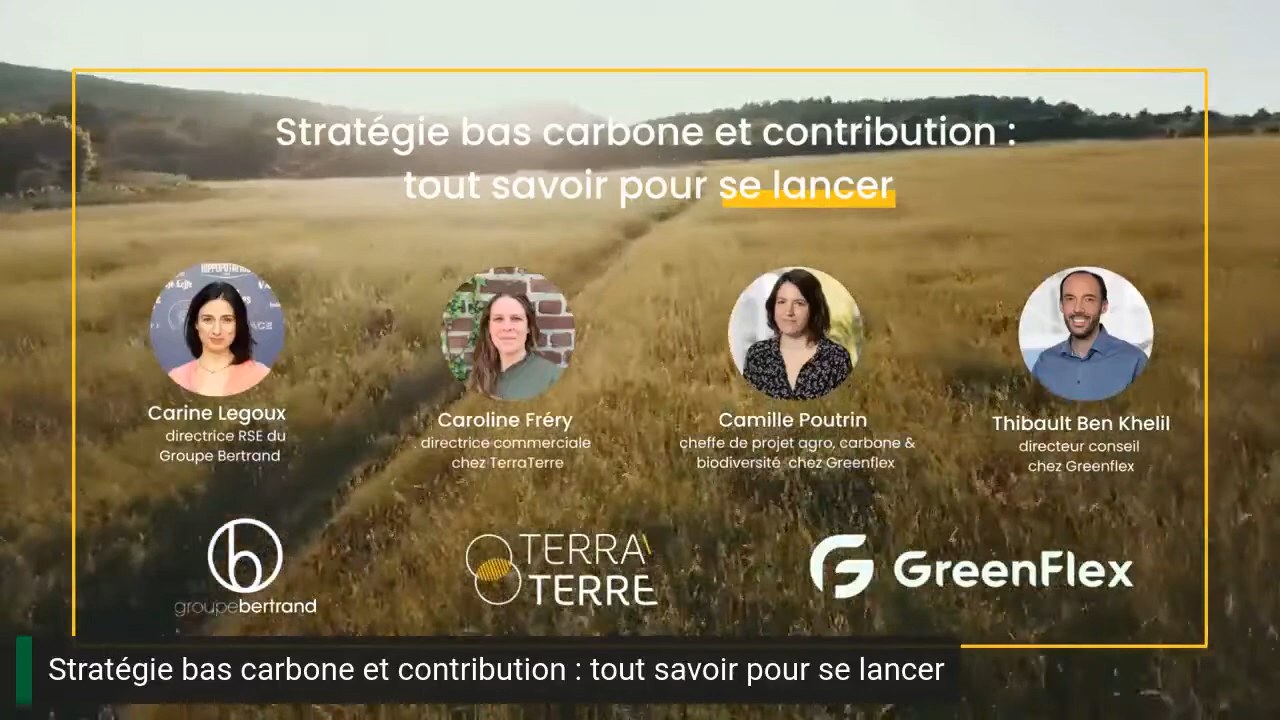 Stratégie bas carbone et contribution :
tout savoir pour se lancer
HIPPOPOTAMUS
Carine Legoux
directrice RSE du
Groupe Bertrand
Caroline Fréry
directrice commerciale
chez TerraTerre
Camille Poutrin
cheffe de projet agro, carbone &
biodiversité chez Greenflex
Thibault Ben Khelil
directeur conseil
chez Greenflex
b
groupebertrand
TERRA
TERRE
GreenFlex
Stratégie bas carbone et contribution : tout savoir pour se lancer